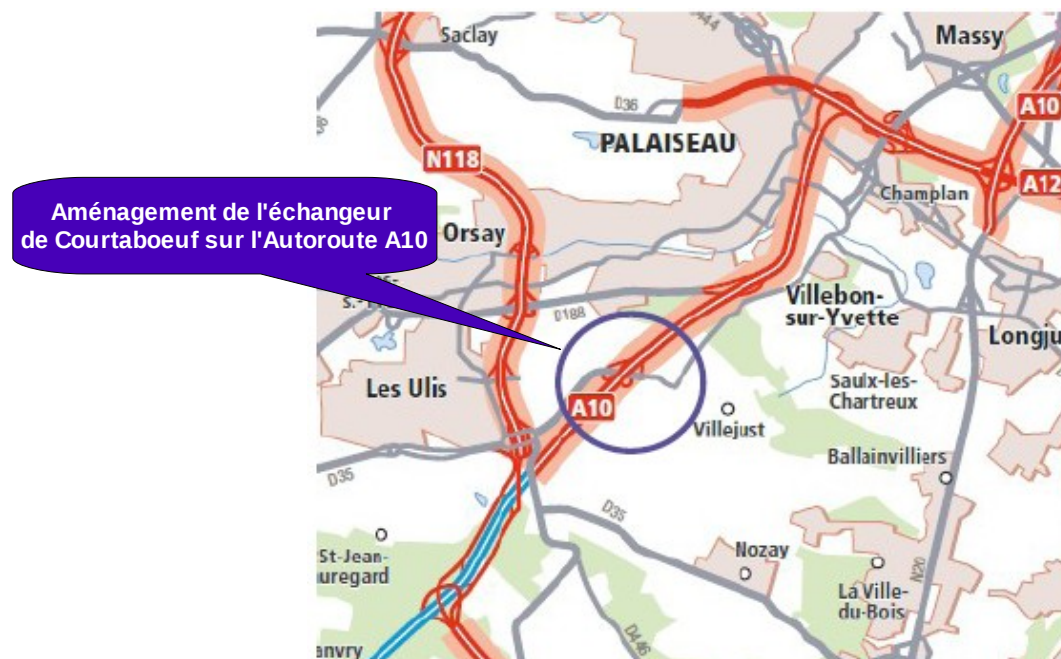 Saclay
D444
Massy
D36
A10
PALAISEAU
N118
A12
Champlan
Aménagement de l'échangeur
de Courtaboeuf sur l'Autoroute A10
Orsay
D188
Villebon-
sur-Yvette
Longju
Les Ulis
Saulx-les-
Chartreux
A10
Villejust
Ballainvilliers
D35
D35
St-Jean-
uregard
Nozay
N20
La Ville-
du-Bois
D446
anvry